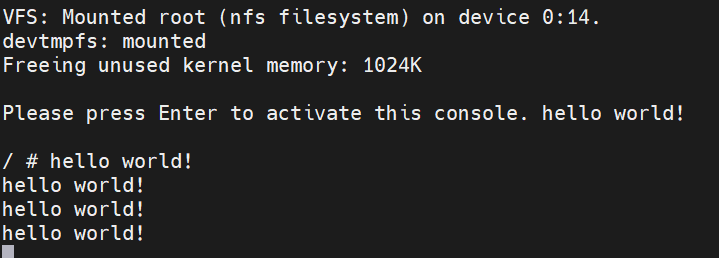 VFS: Mounted root (nfs filesystem) on device 0:14.
devtmpfs: mounted
Freeing unused kernel memory: 1024K
Please press Enter to activate this console. hello world!
/ # hello world!
hello world!
hello world!
hello world!